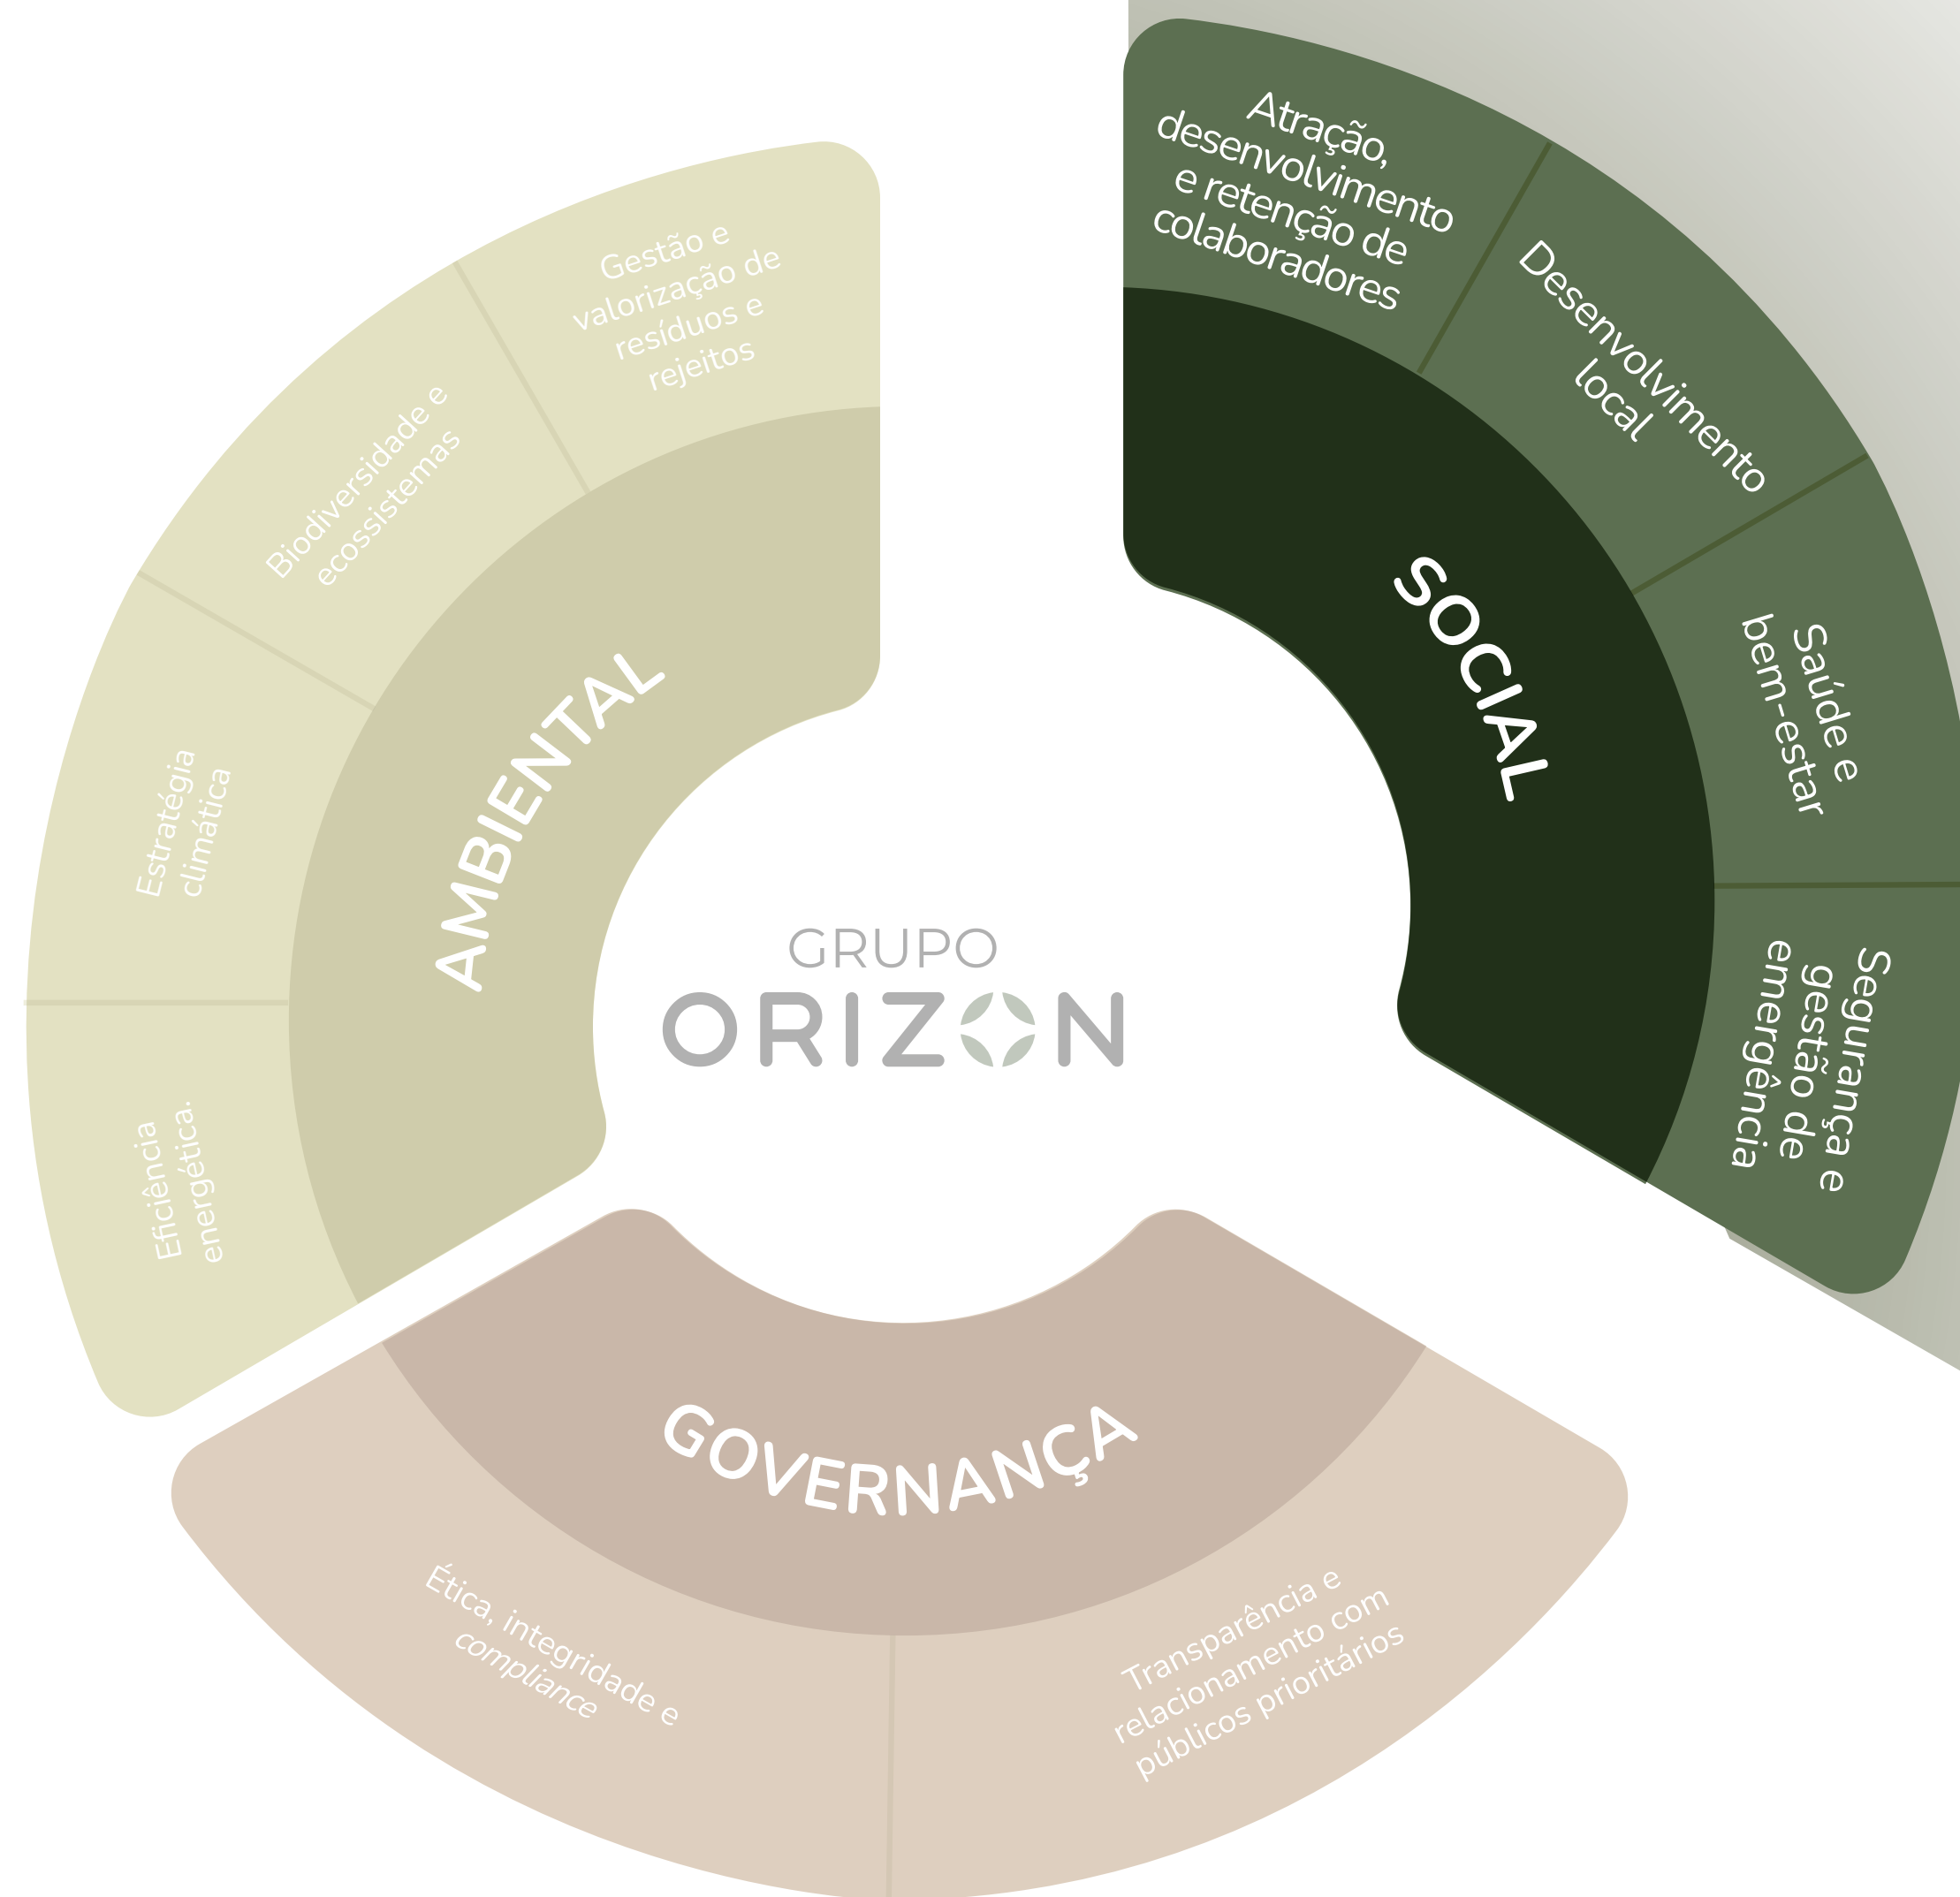 Atração,
desenvolvimento
e retenção de
colaboradores
Desenvolvimento
local
Saúde e
bem-estar
Segurança e
gestão de
emergência
SOCIAL
Gestão e
valorização de
resíduos e
rejeitos
Biodiversidade e
ecossistemas
Estratégia
climática
Eficiência
energética.
AMBIENTAL
GRUPO
ORIZON
GOVERNANÇA
Ética, integridade e
Compliance
Transparência e
relacionamento com
públicos prioritários